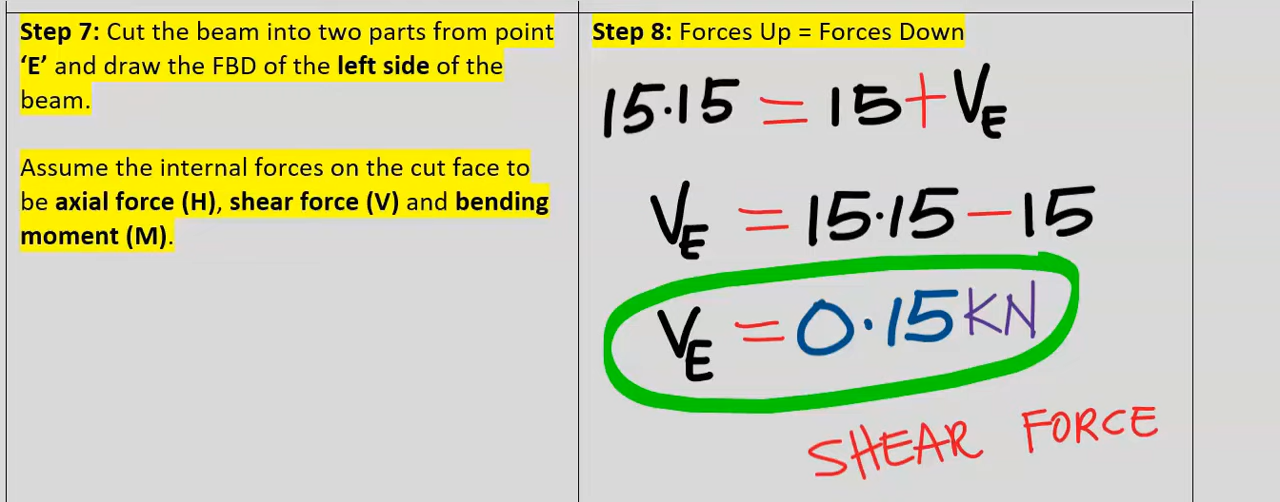 Step 7: Cut the beam into two parts from point
‘E’ and draw the FBD of the left side of the
beam.
Assume the internal forces on the cut face to
be axial force (H), shear force (V) and bending
moment (M).
Step 8: Forces Up = Forces Down
15.15 = 15 + VE
VE = 15.15 - 15
VE = 0.15 KN
SHEAR FORCE